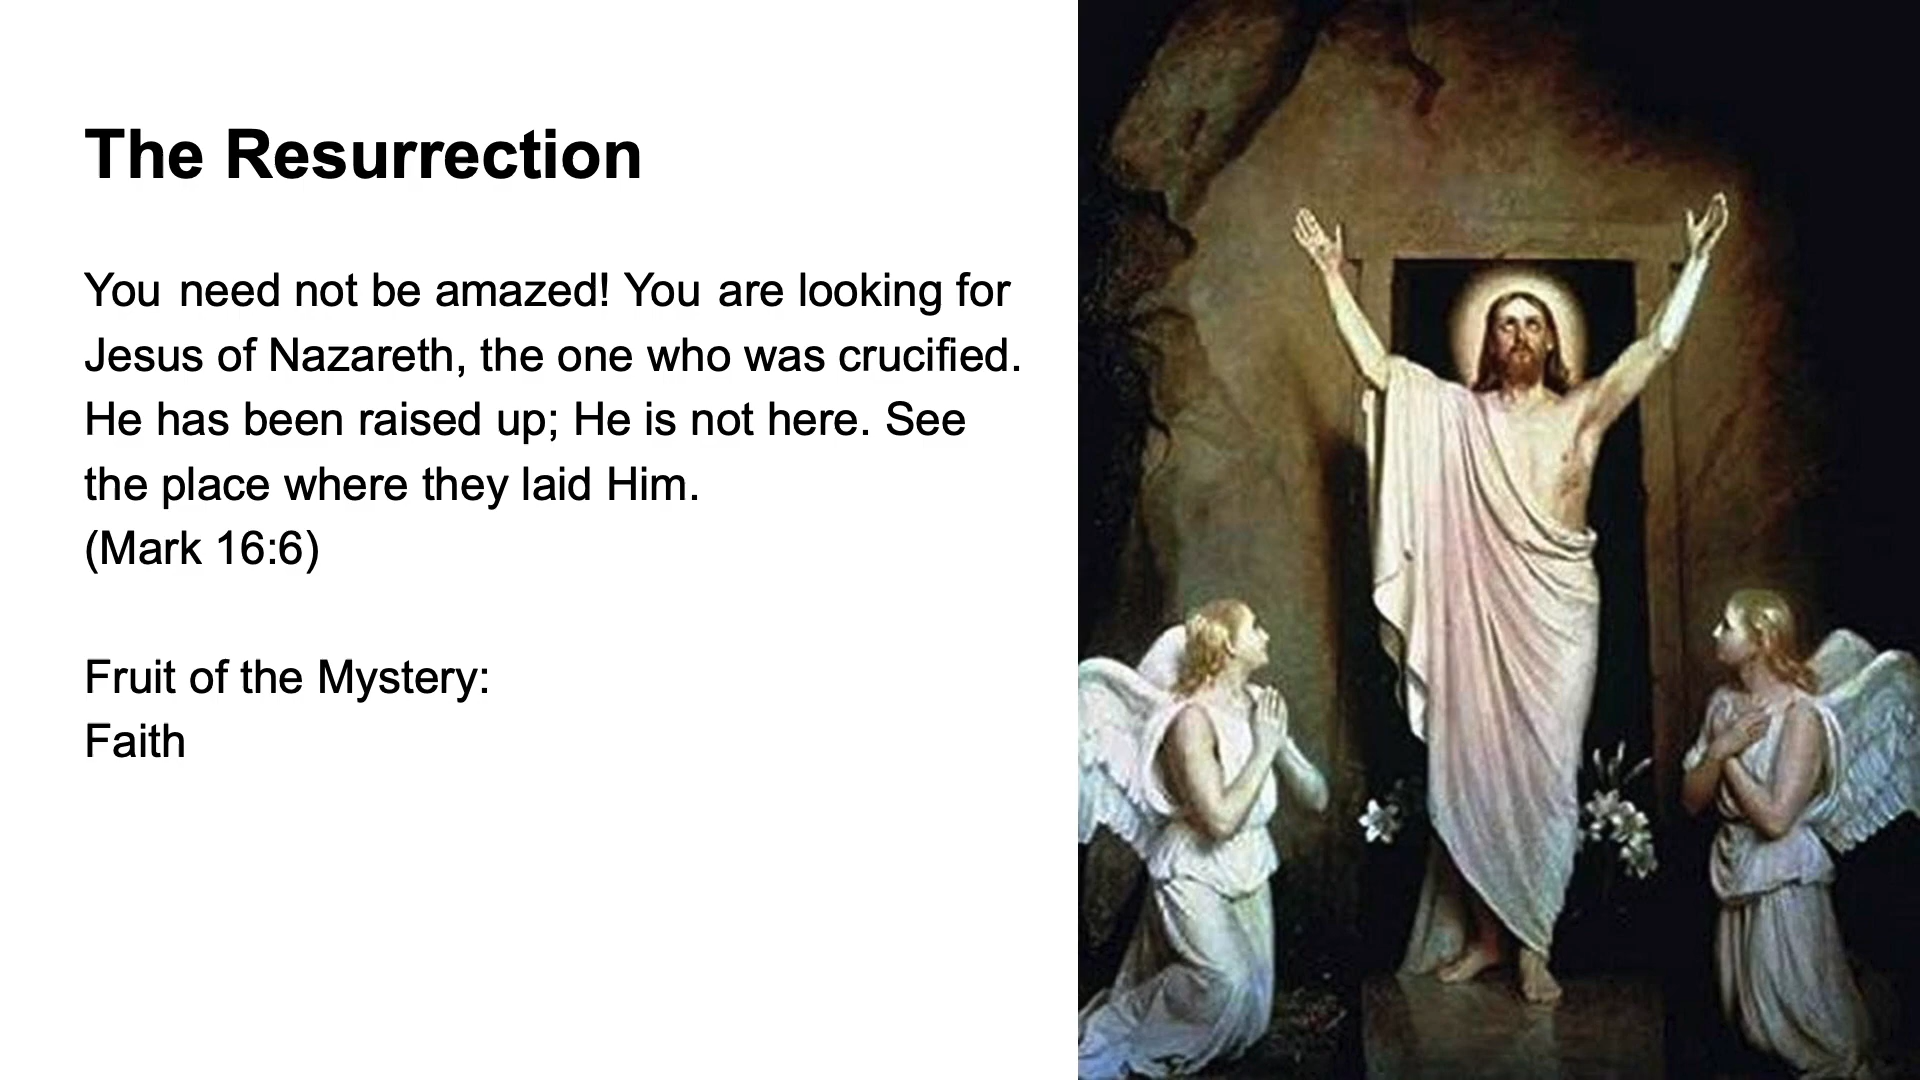 The Resurrection
You need not be amazed! You are looking for
Jesus of Nazareth, the one who was crucified.
He has been raised up; He is not here. See
the place where they laid Him.
(Mark 16:6)
Fruit of the Mystery:
Faith